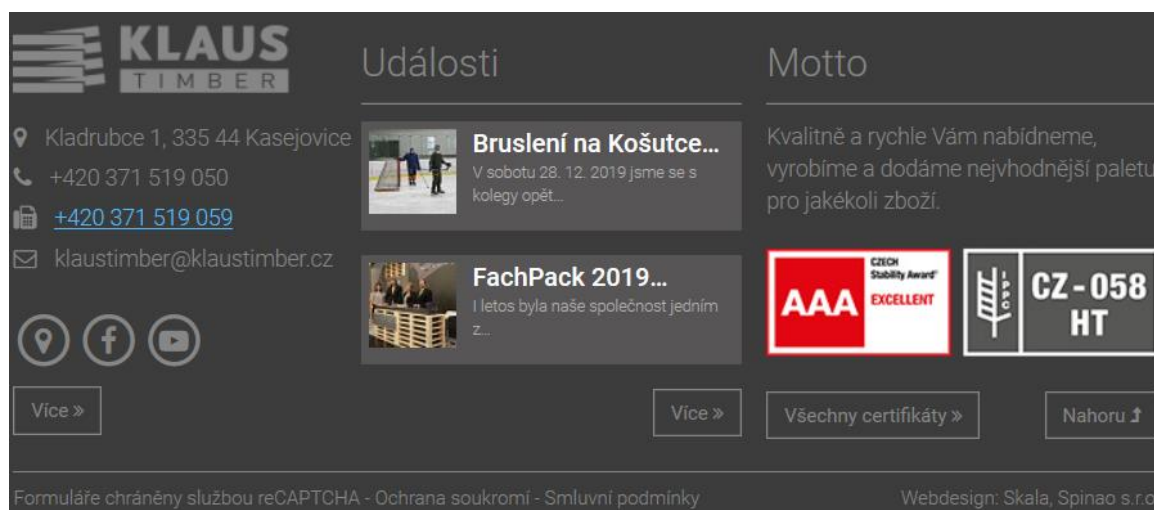 KLAUS
TIMBER
Kladrubce 1, 335 44 Kasejovice
+420 371 519 050
+420 371 519 059
klaustimber@klaustimber.cz
Více »
Události
Bruslení na Košutce...
V sobotu 28. 12. 2019 jsme se s
kolegy opět...
FachPack 2019...
I letos byla naše společnost jedním
z...
Více »
Motto
Kvalitně a rychle Vám nabídneme,
vyrobíme a dodáme nejvhodnější paletu
pro jakékoli zboží.
AAA
CZECH
Stability Award
EXCELLENT
IPPC
CZ-058
HT
Všechny certifikáty »
Nahoru
Formuláře chráněny službou reCAPTCHA - Ochrana soukromí - Smluvní podmínky
Webdesign: Skala, Spinao s.r.o